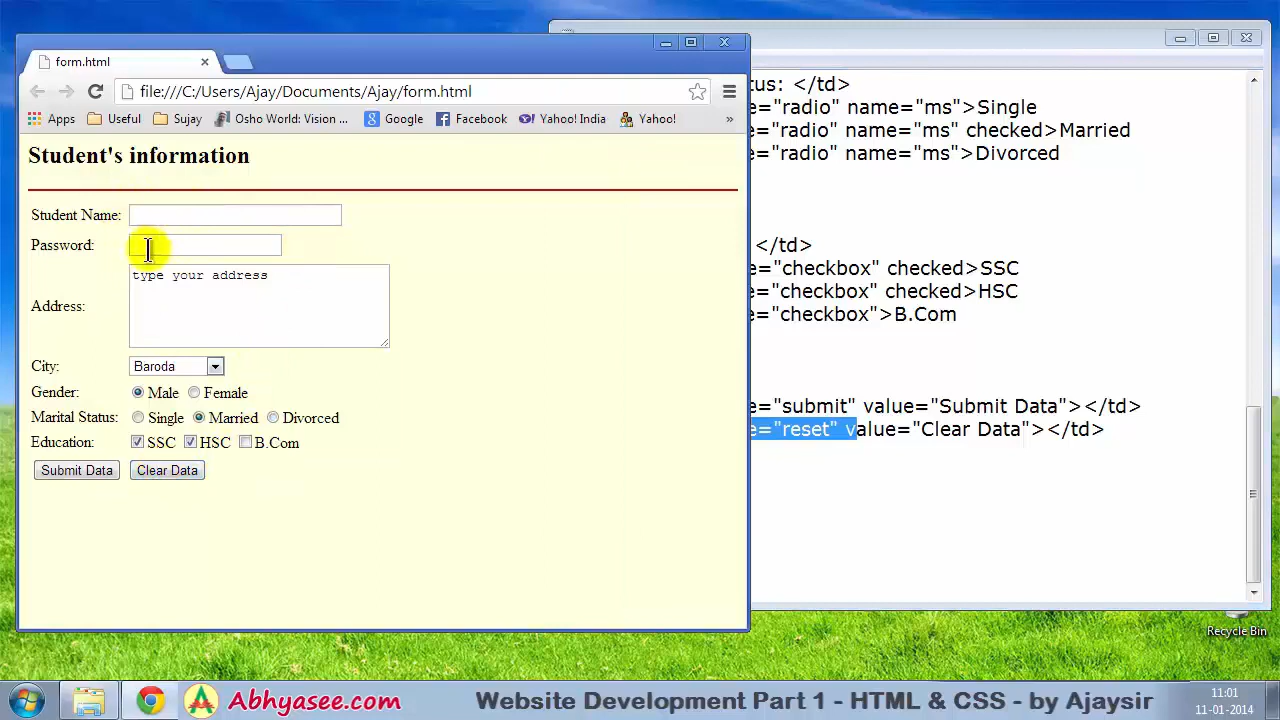 form.html
file:///C:/Users/Ajay/Documents/Ajay/form.html
Apps Useful Sujay Osho World: Vision ... Google Facebook Yahoo! India Yahoo! »
Student's information
Student Name:
Password:
type your address
Address:
City: Baroda
Gender: Male Female
Marital Status: Single Married Divorced
Education: SSC HSC B.Com
Submit Data Clear Data
tus: </td>
e="radio" name="ms">Single
e="radio" name="ms" checked>Married
e="radio" name="ms">Divorced
</td>
e="checkbox" checked>SSC
e="checkbox" checked>HSC
e="checkbox">B.Com
e="submit" value="Submit Data"></td>
e="reset" value="Clear Data"></td>
Recycle Bin
Abhyasee.com
Website Development Part 1 - HTML & CSS - by Ajaysir
11:01
11-01-2014